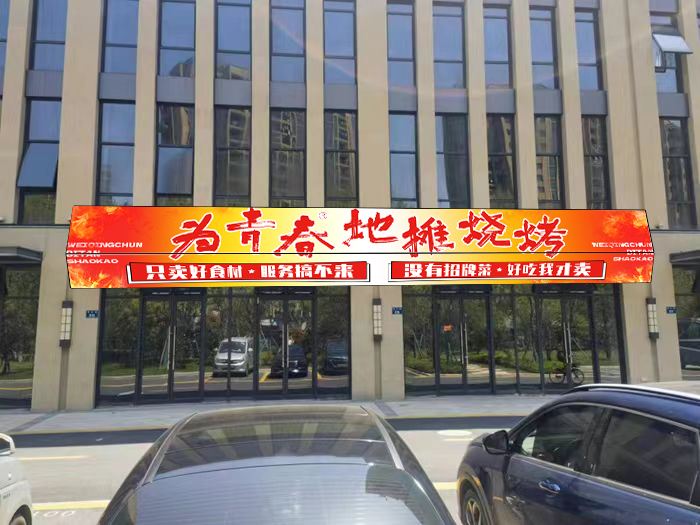 为青春地摊烧烤
®
WEIQINGCHUN
DITAN
SHAOKAO
WEIQINGCHUN
DITAN
SHAOKAO
只卖好食材·服务搞不来
没有招牌菜·好吃我才卖